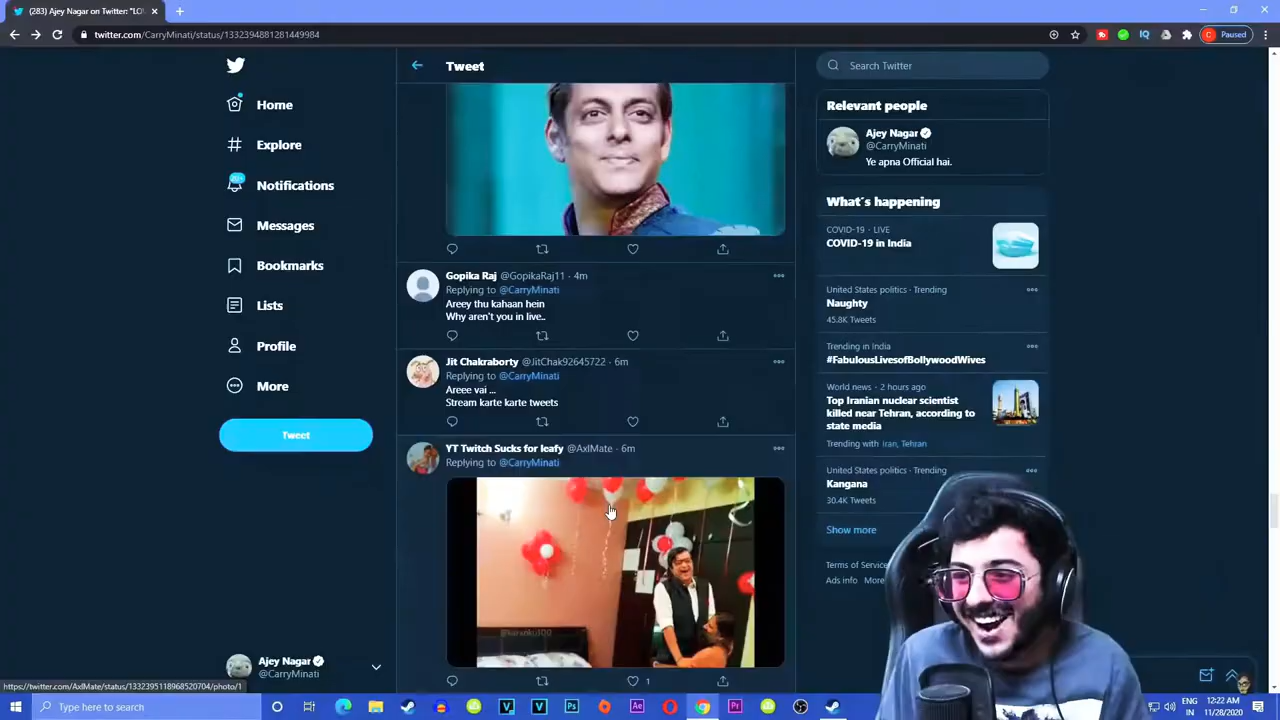 (283) Ajey Nagar on Twitter: "LO
twitter.com/CarryMinati/status/1332394881281449984
Paused
Home
Explore
20+
Notifications
Messages
Bookmarks
Lists
Profile
More
Tweet
Ajey Nagar
@CarryMinati
Tweet
Gopika Raj @GopikaRaj11 · 4m
Replying to @CarryMinati
Areey thu kahaan hein
Why aren't you in live..
Jit Chakraborty @JitChak92645722 · 6m
Replying to @CarryMinati
Areee vai ...
Stream karte karte tweets
YT Twitch Sucks for leafy @AxlMate · 6m
Replying to @CarryMinati
1
Search Twitter
Relevant people
Ajey Nagar
@CarryMinati
Ye apna Official hai.
What's happening
COVID-19 · LIVE
COVID-19 in India
United States politics · Trending
Naughty
45.8K Tweets
Trending in India
#FabulousLivesofBollywoodWives
World news · 2 hours ago
Top Iranian nuclear scientist
killed near Tehran, according to
state media
Trending with Iran, Tehran
United States politics · Trending
Kangana
30.4K Tweets
Show more
Terms of Service
Ads info More
https://twitter.com/AxlMate/status/1332395118968520704/photo/1
Type here to search
ENG
IN
12:22 AM
11/28/2020